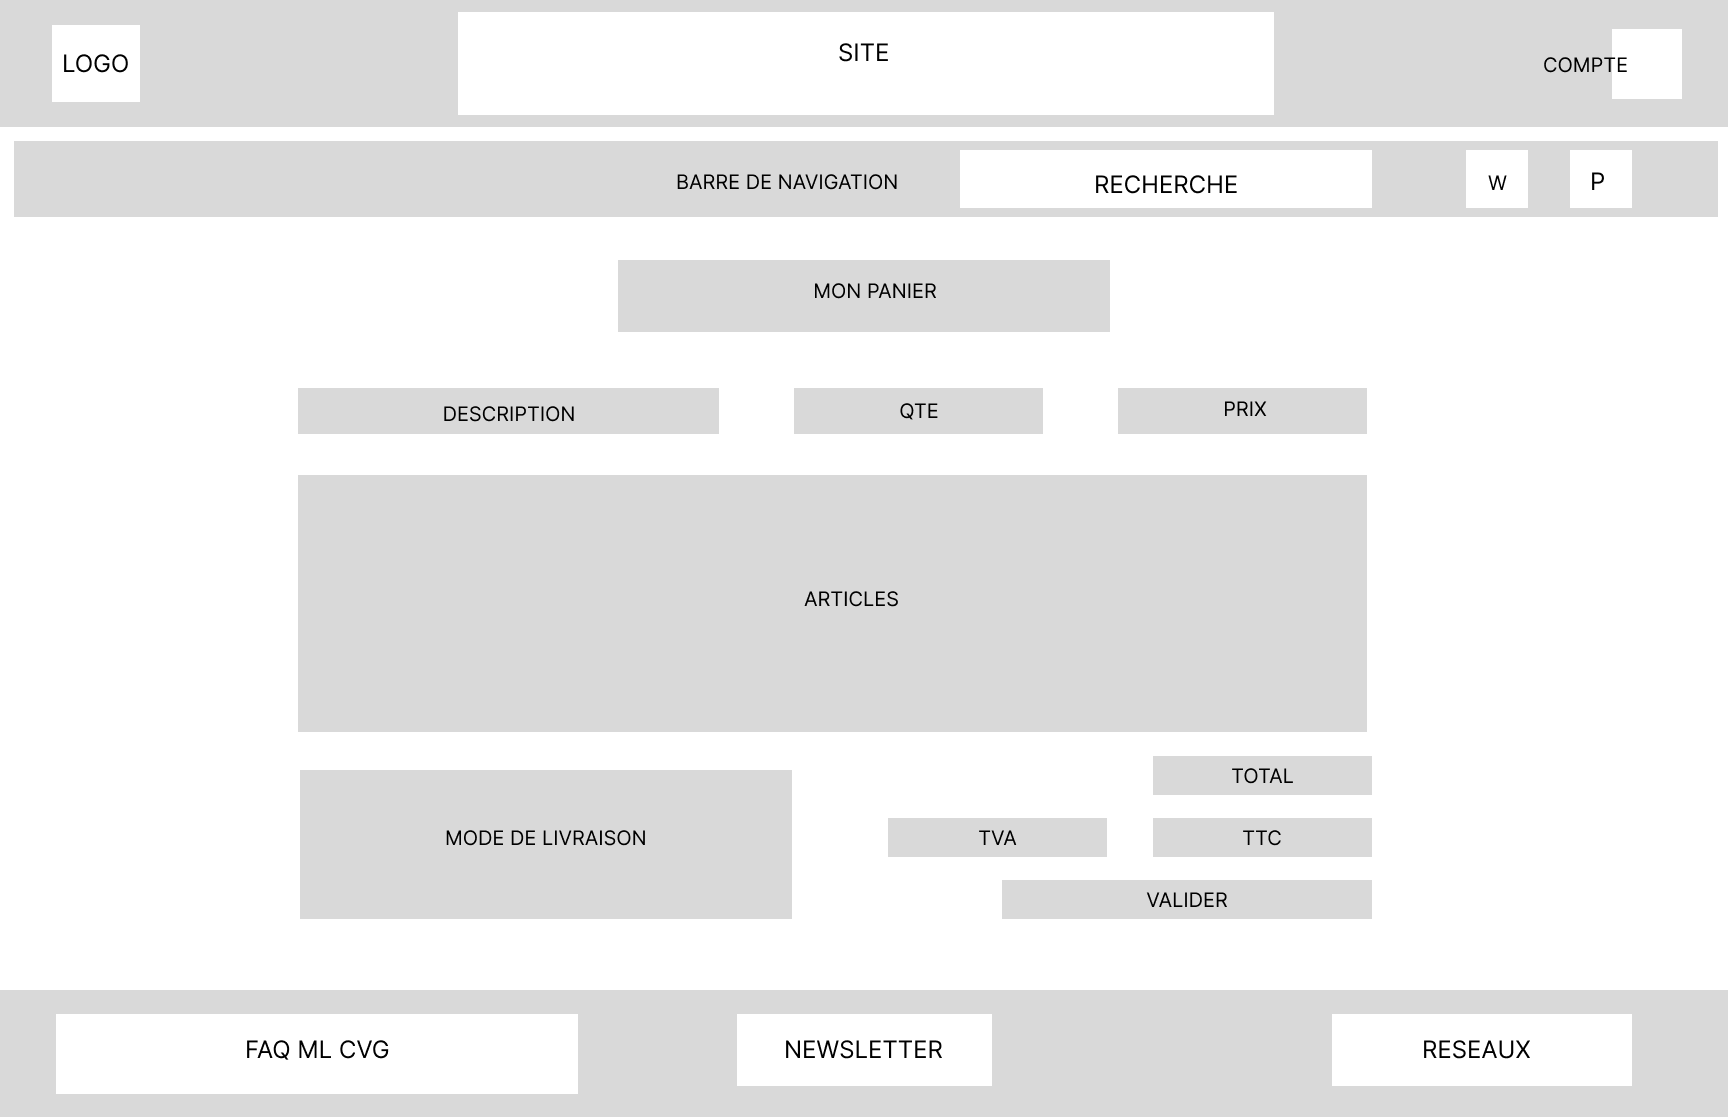 LOGO
SITE
COMPTE
BARRE DE NAVIGATION
RECHERCHE
W
P
MON PANIER
DESCRIPTION
QTE
PRIX
ARTICLES
MODE DE LIVRAISON
TOTAL
TVA
TTC
VALIDER
FAQ ML CVG
NEWSLETTER
RESEAUX